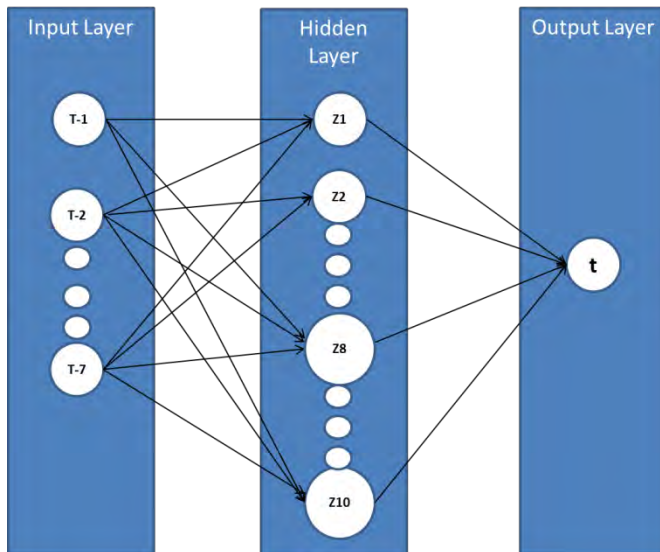 Input Layer
Hidden
Layer
Output Layer
T-1
T-2
T-7
Z1
Z2
Z8
Z10
t